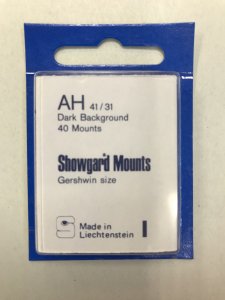 AH 41/31
Dark Background
40 Mounts
Showgard Mounts
Gershwin size
Made in
Liechtenstein